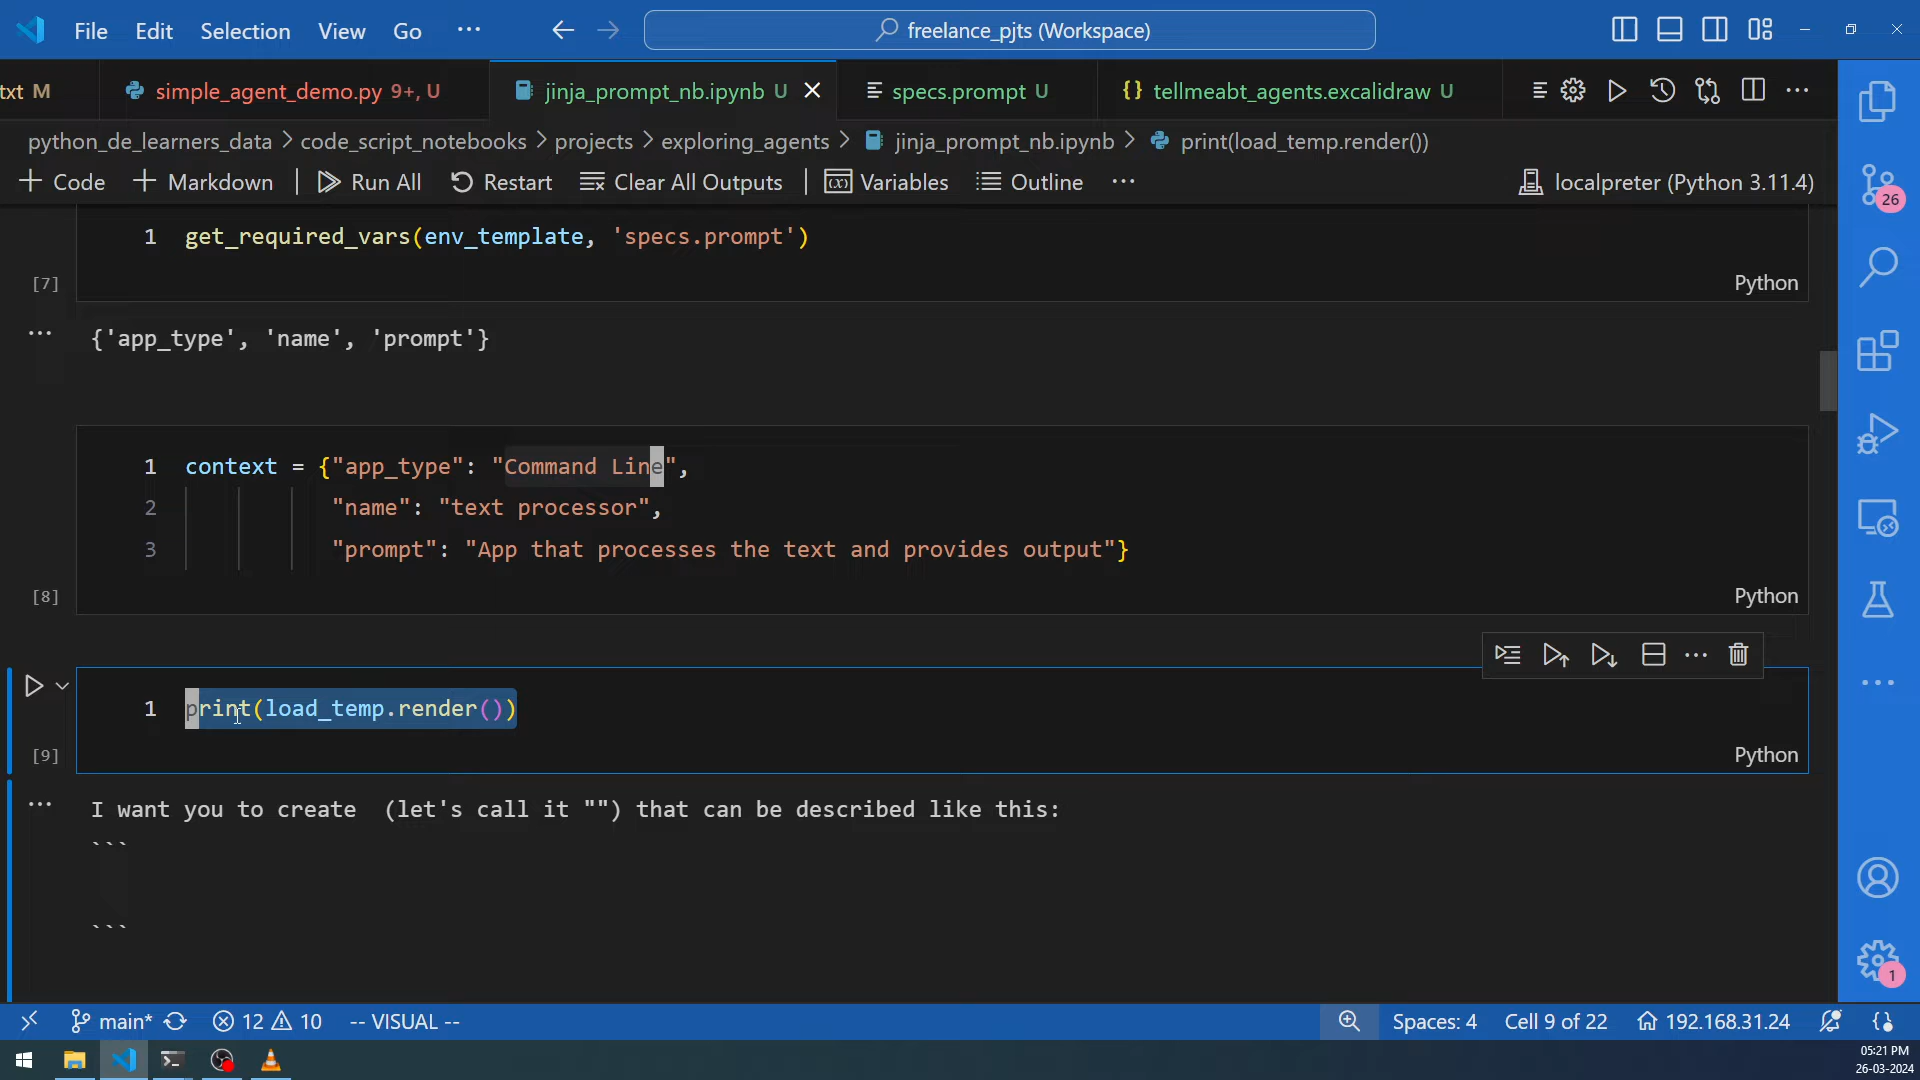 File Edit Selection View Go ··· freelance_pjts (Workspace)
txt M simple_agent_demo.py 9+, U jinja_prompt_nb.ipynb U specs.prompt U {} tellmeabt_agents.excalidraw U
python_de_learners_data > code_script_notebooks > projects > exploring_agents > jinja_prompt_nb.ipynb > print(load_temp.render())
+ Code + Markdown Run All Restart Clear All Outputs Variables Outline ··· localpreter (Python 3.11.4)
26
1 get_required_vars(env_template, 'specs.prompt')
[7] Python
{'app_type', 'name', 'prompt'}
1 context = {"app_type": "Command Line",
2 "name": "text processor",
3 "prompt": "App that processes the text and provides output"}
[8] Python
1 print(load_temp.render())
[9] Python
I want you to create  (let's call it "") that can be described like this:
```
```
1
main* 12 10 -- VISUAL -- Spaces: 4 Cell 9 of 22 192.168.31.24
05:21 PM
26-03-2024